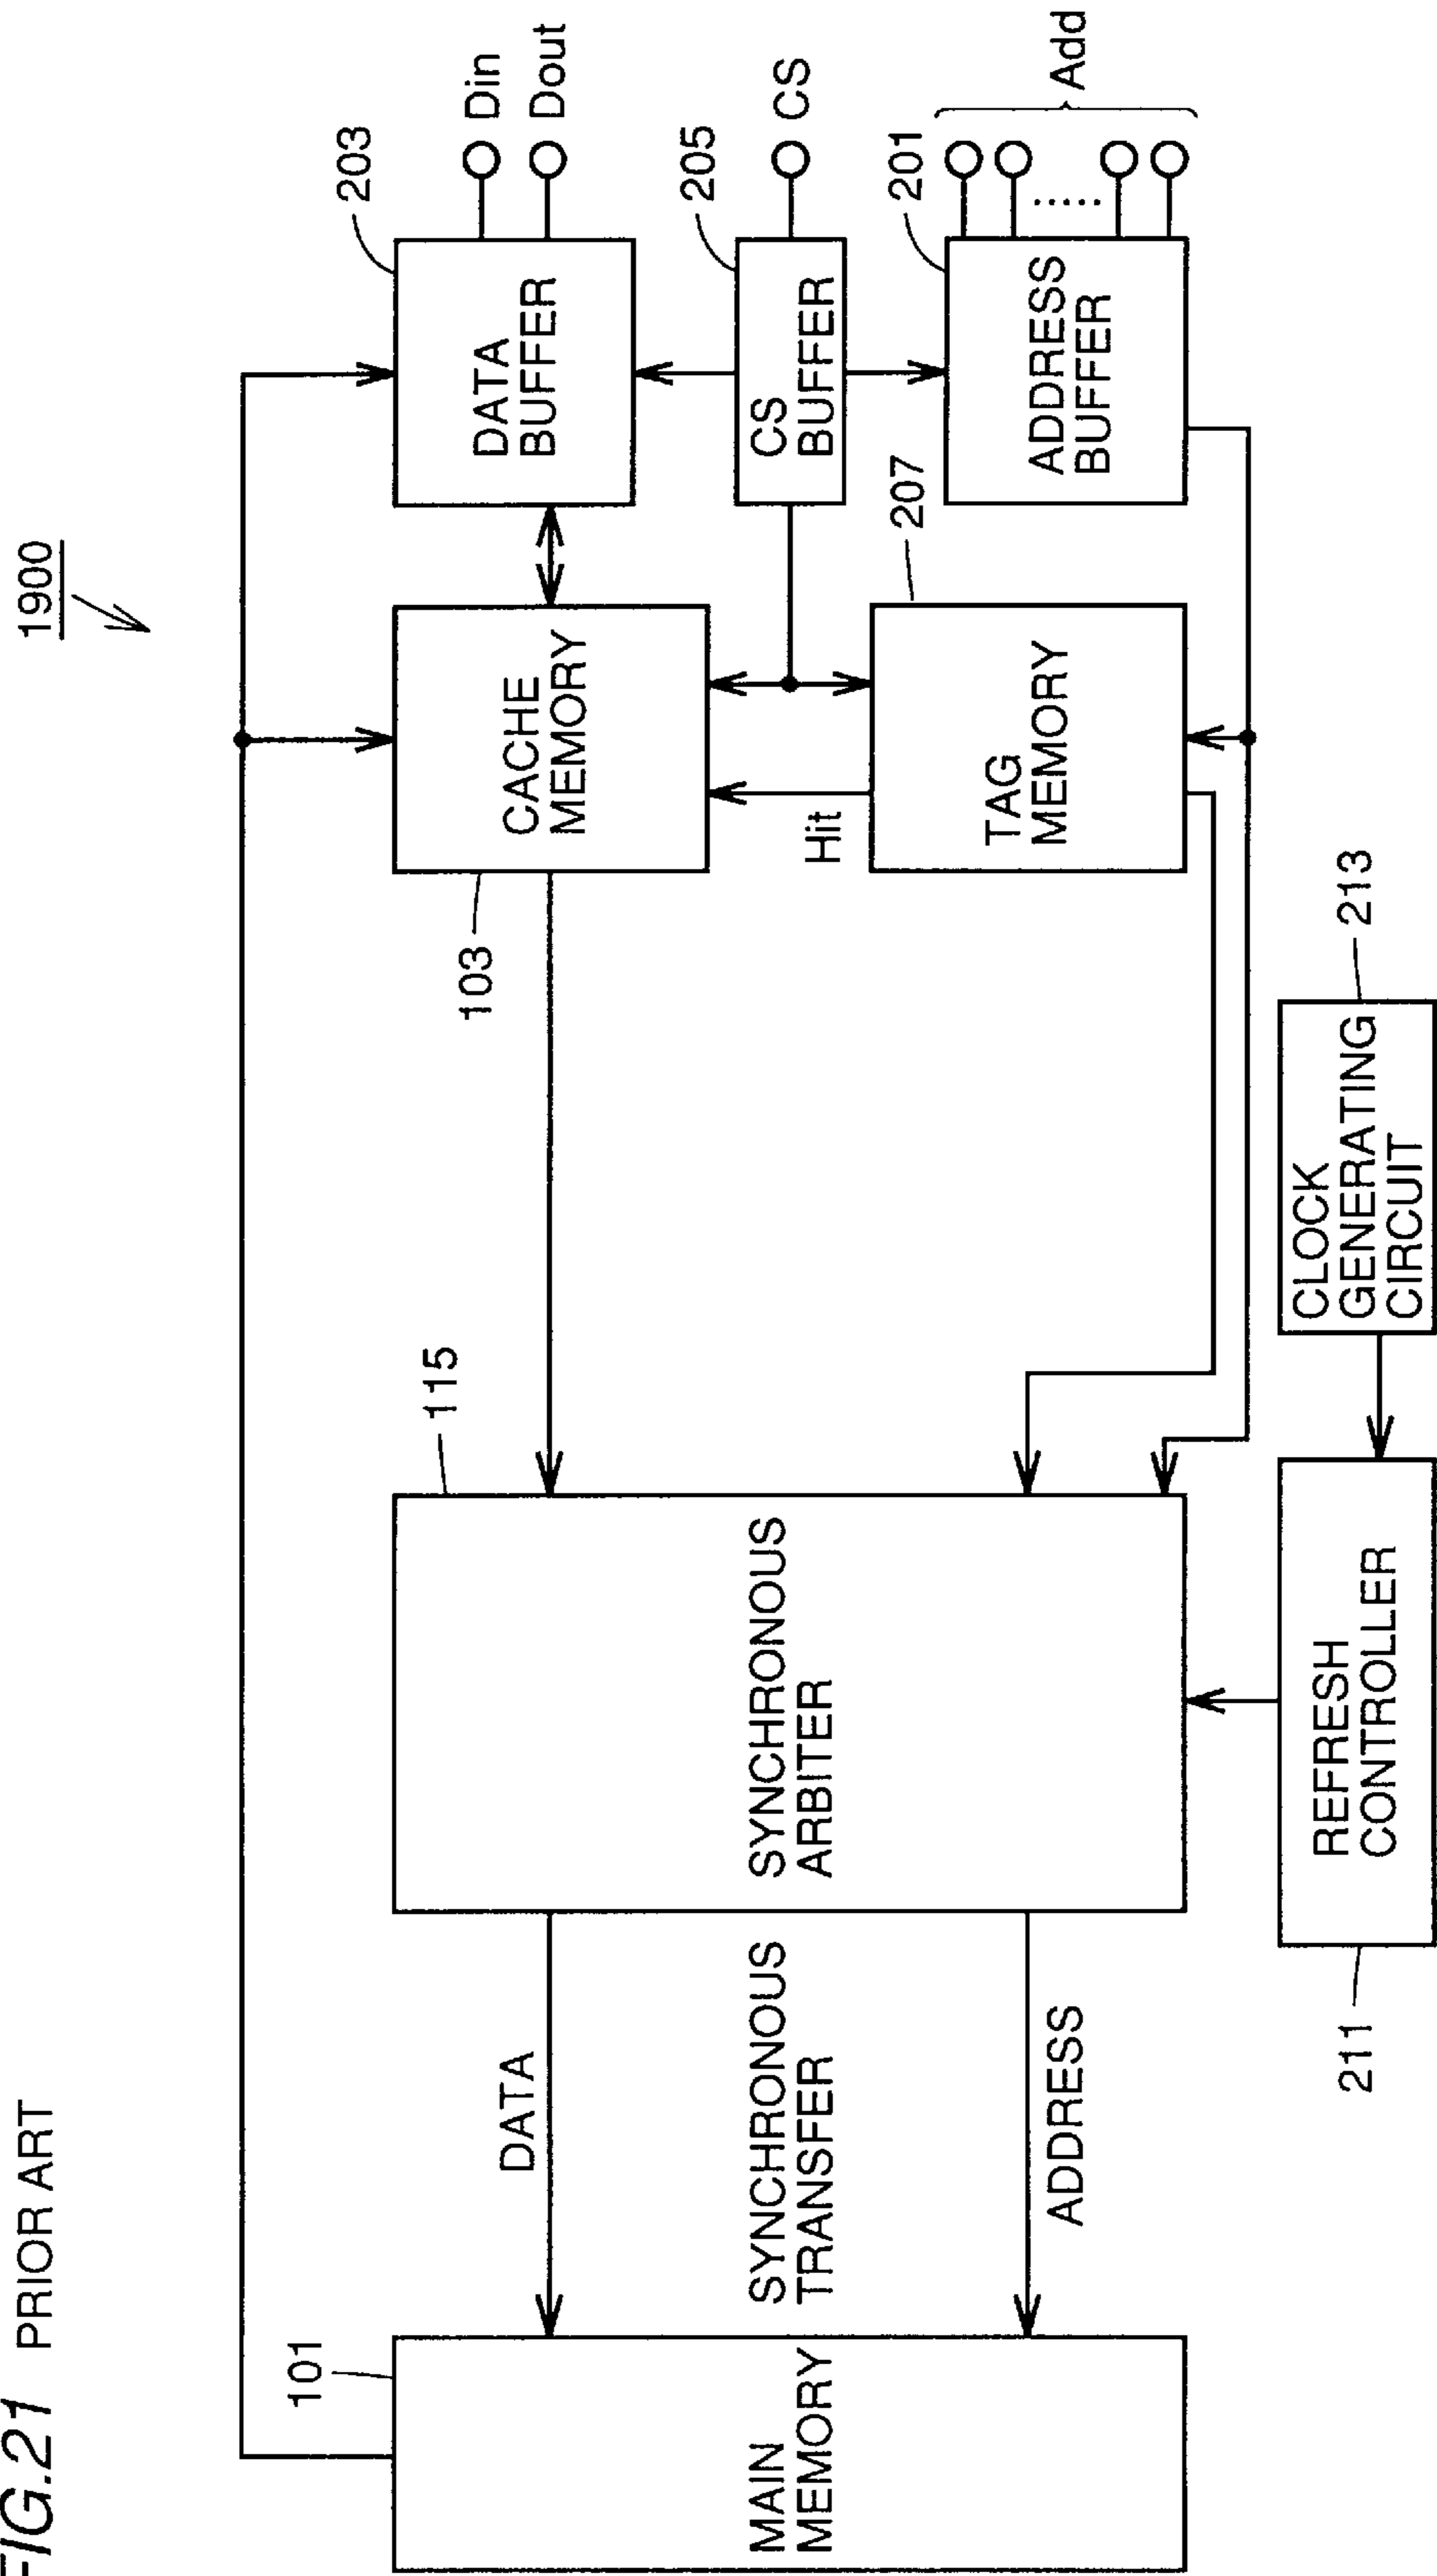 FIG.21 PRIOR ART
1900
101
MAIN
MEMORY
DATA
SYNCHRONOUS
TRANSFER
ADDRESS
115
SYNCHRONOUS
ARBITER
211
REFRESH
CONTROLLER
CLOCK
GENERATING
CIRCUIT
213
103
CACHE
MEMORY
Hit
TAG
MEMORY
207
203
DATA
BUFFER
Din
Dout
205
CS
BUFFER
CS
201
ADDRESS
BUFFER
.....
Add